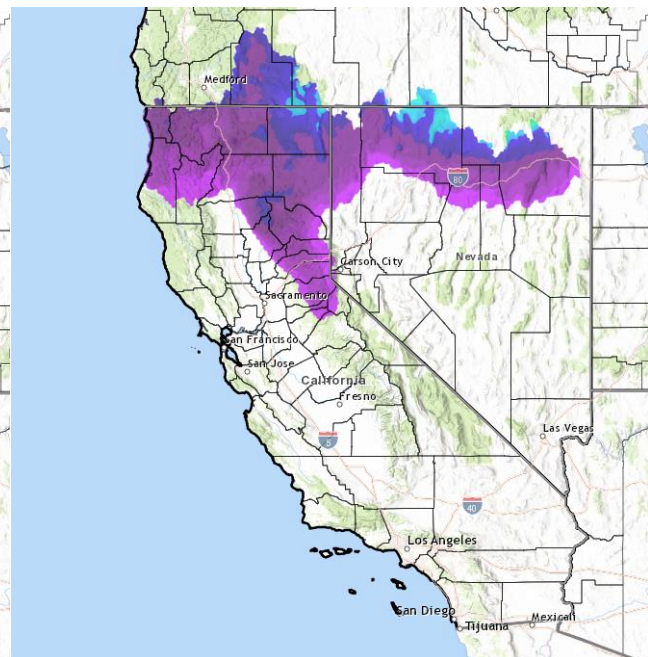 Medford
80
Carson City
Nevada
Sacramento
San Francisco
San Jose
California
Fresno
5
Las Vegas
40
Los Angeles
San Diego
Mexicali
Tijuana